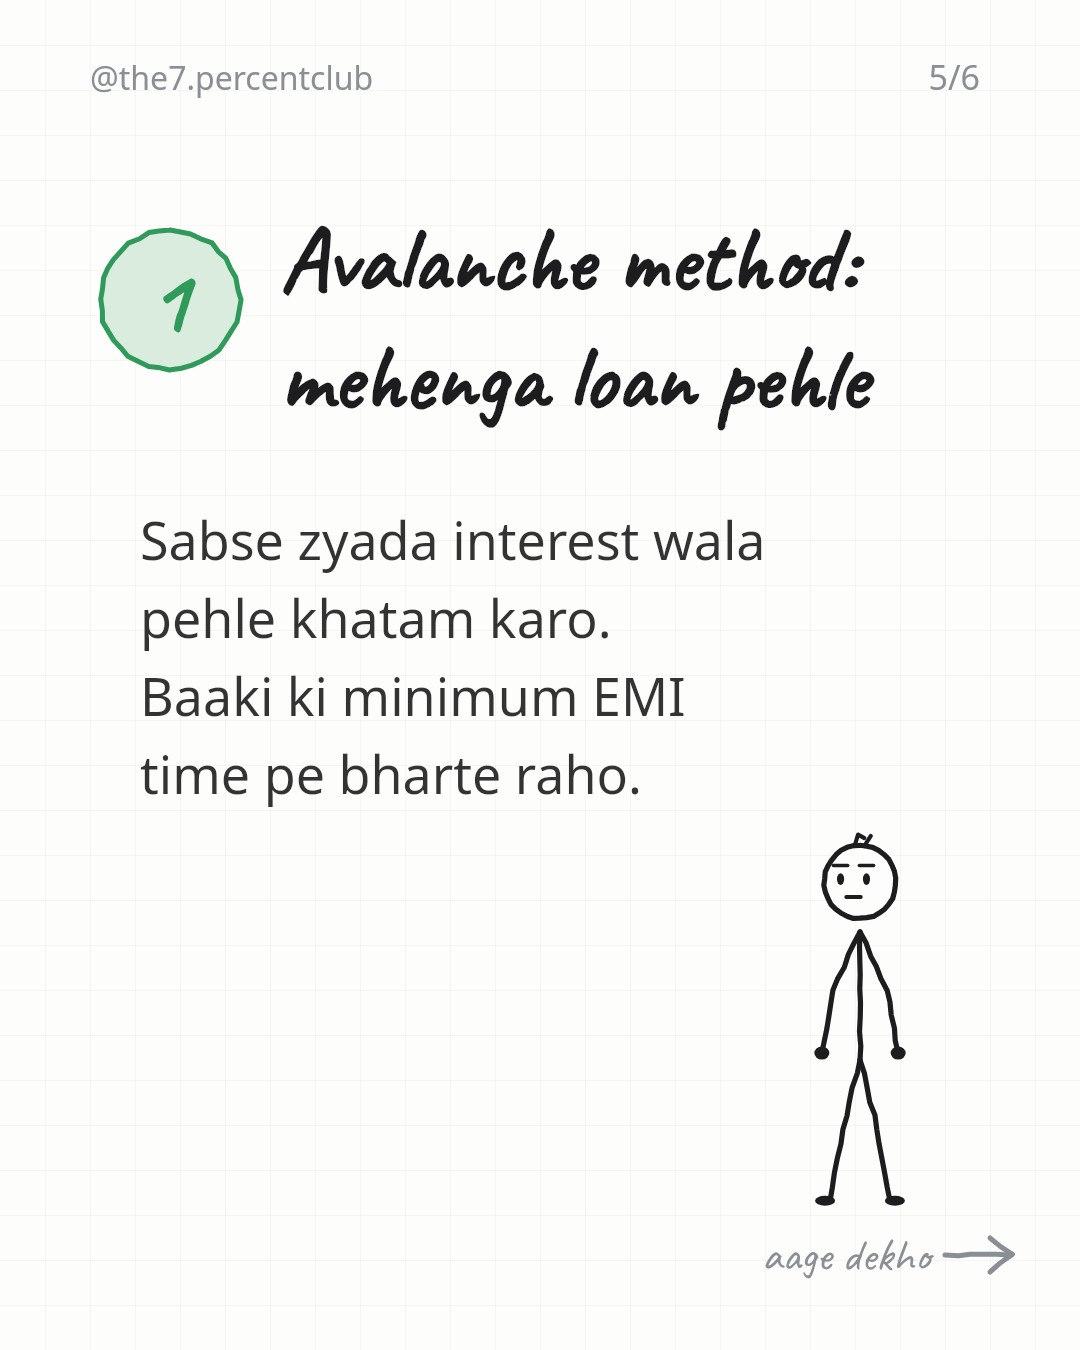 @the7.percentclub
5/6
1
Avalanche method:
mehenga loan pehle
Sabse zyada interest wala
pehle khatam karo.
Baaki ki minimum EMI
time pe bharte raho.
aage dekho